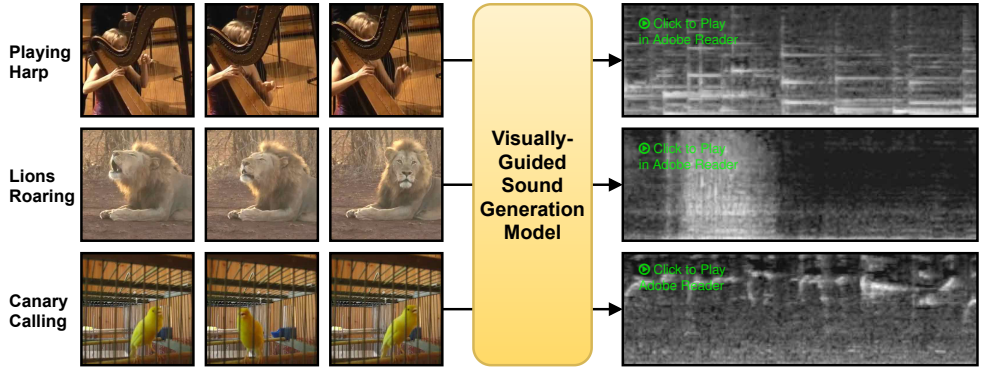 Playing
Harp
Click to Play
in Adobe Reader
Lions
Roaring
Click to Play
in Adobe Reader
Visually-
Guided
Sound
Generation
Model
Canary
Calling
Click to Play
Adobe Reader